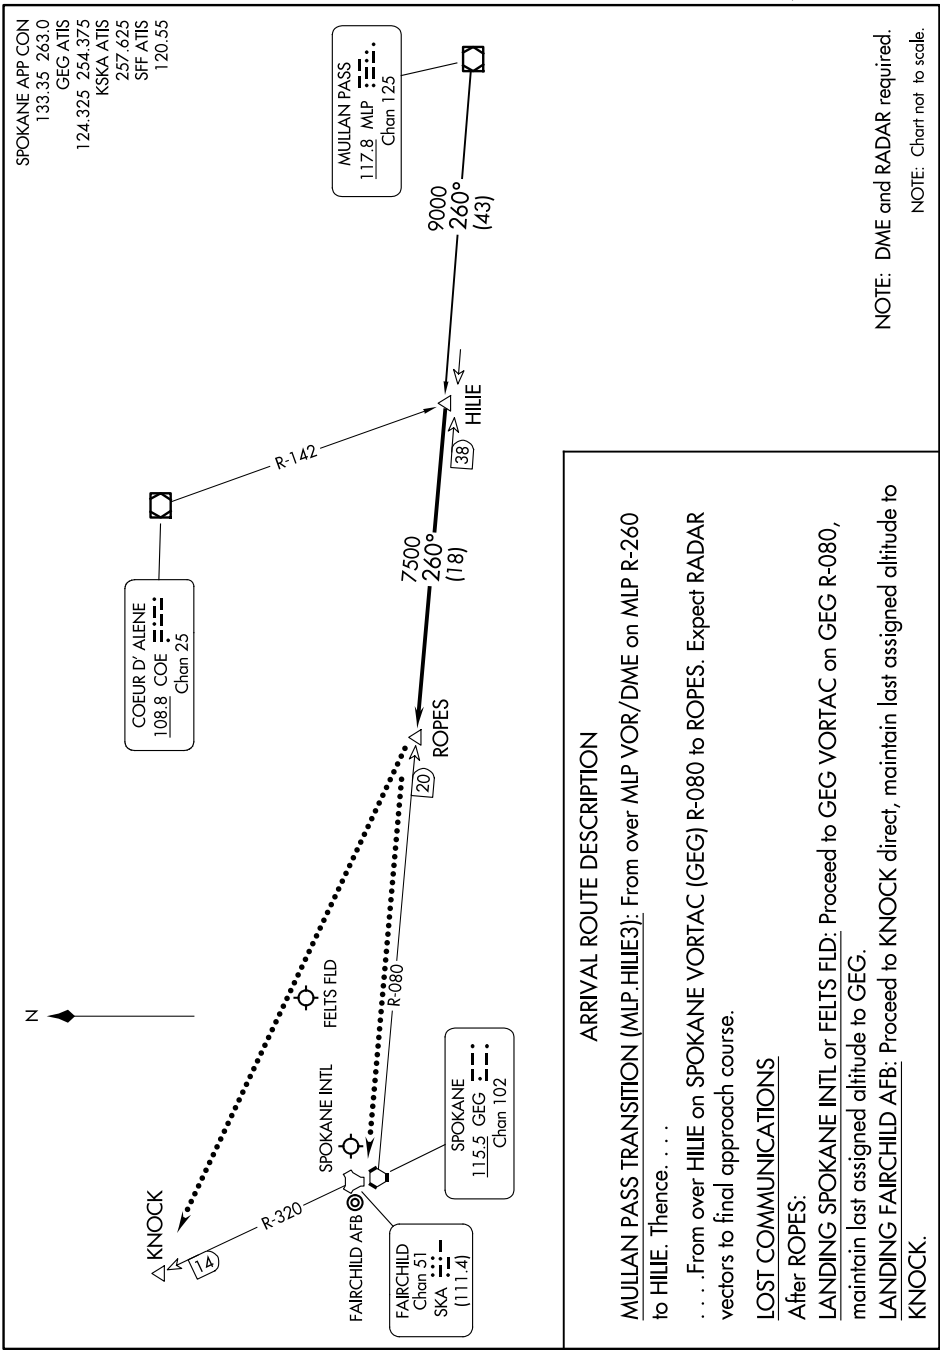 SPOKANE APP CON
133.35 263.0
GEG ATIS
124.325 254.375
KSKA ATIS
257.625
SFF ATIS
120.55
MULLAN PASS
117.8 MLP
Chan 125
9000
260°
(43)
HILIE
38
R-142
COEUR D' ALENE
108.8 COE
Chan 25
7500
260°
(18)
ROPES
20
R-080
N
FELTS FLD
SPOKANE INTL
SPOKANE
115.5 GEG
Chan 102
KNOCK
14
R-320
FAIRCHILD AFB
FAIRCHILD
Chan 51
SKA
(111.4)
NOTE: DME and RADAR required.
NOTE: Chart not to scale.
ARRIVAL ROUTE DESCRIPTION
MULLAN PASS TRANSITION (MLP.HILIE3): From over MLP VOR/DME on MLP R-260
to HILIE. Thence. . . .
. . . .From over HILIE on SPOKANE VORTAC (GEG) R-080 to ROPES. Expect RADAR
vectors to final approach course.
LOST COMMUNICATIONS
After ROPES:
LANDING SPOKANE INTL or FELTS FLD: Proceed to GEG VORTAC on GEG R-080,
maintain last assigned altitude to GEG.
LANDING FAIRCHILD AFB: Proceed to KNOCK direct, maintain last assigned altitude to
KNOCK.